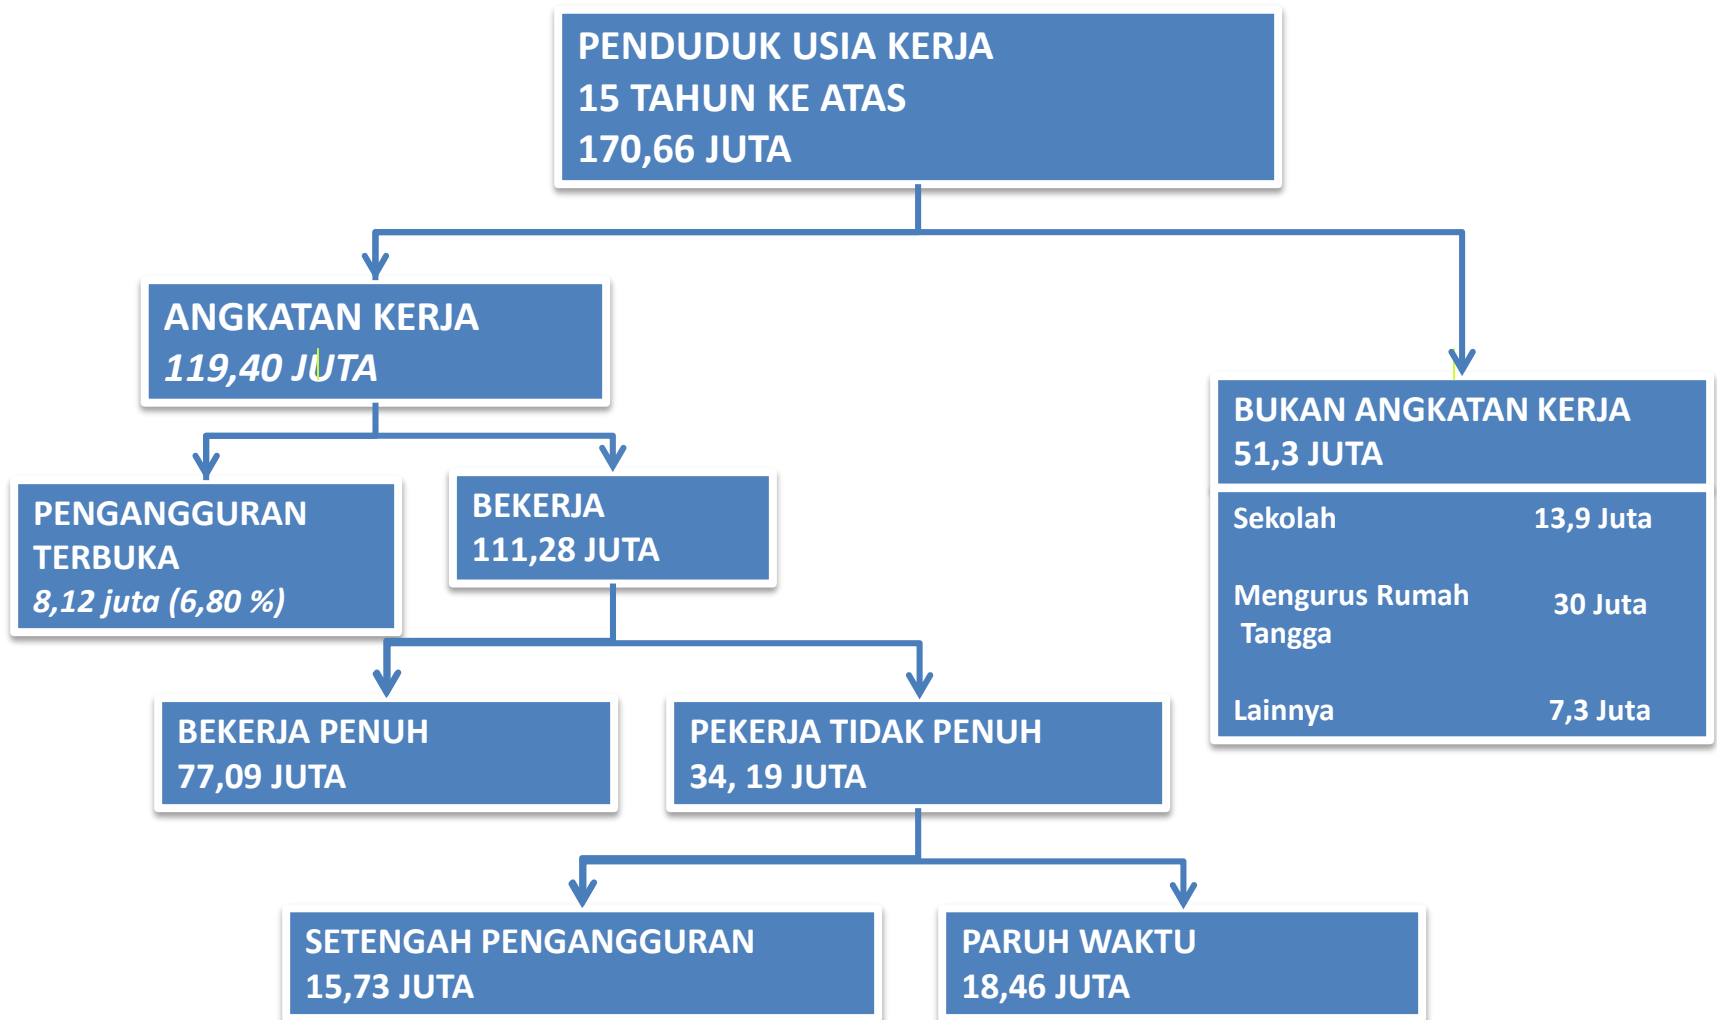 PENDUDUK USIA KERJA
15 TAHUN KE ATAS
170,66 JUTA
ANGKATAN KERJA
119,40 JUTA
BUKAN ANGKATAN KERJA
51,3 JUTA
Sekolah 13,9 Juta
Mengurus Rumah 30 Juta
Tangga
Lainnya 7,3 Juta
PENGANGGURAN
TERBUKA
8,12 juta (6,80 %)
BEKERJA
111,28 JUTA
BEKERJA PENUH
77,09 JUTA
PEKERJA TIDAK PENUH
34, 19 JUTA
SETENGAH PENGANGGURAN
15,73 JUTA
PARUH WAKTU
18,46 JUTA